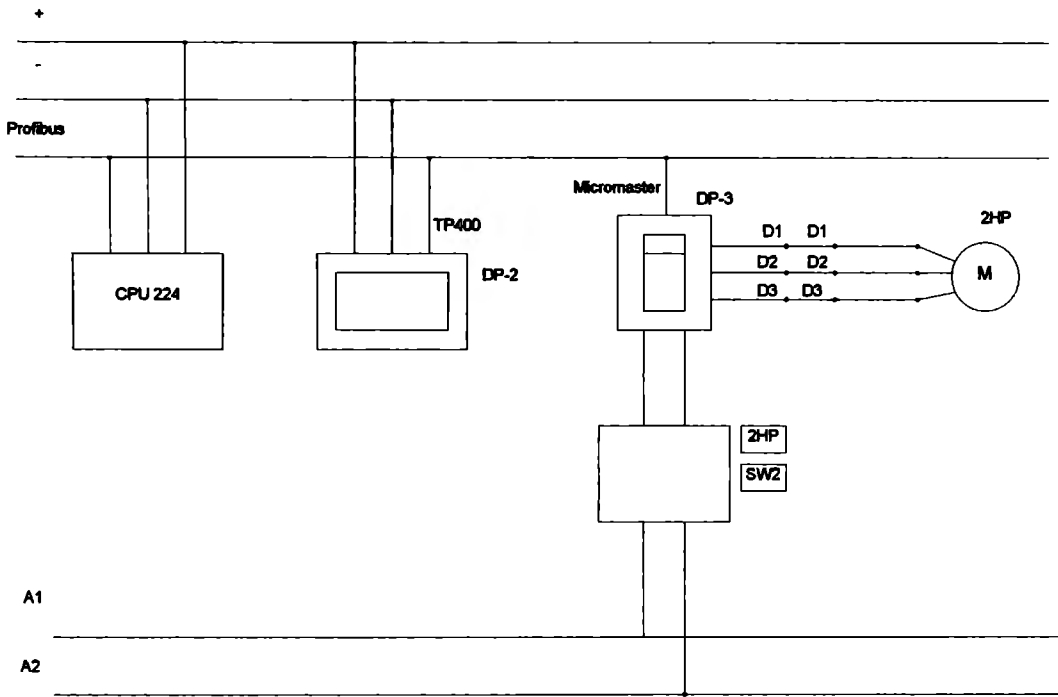 +
-
Profibus
Micromaster
DP-3
2HP
TP400
D1 D1
DP-2
D2 D2
M
CPU 224
D3 D3
2HP
SW2
A1
A2